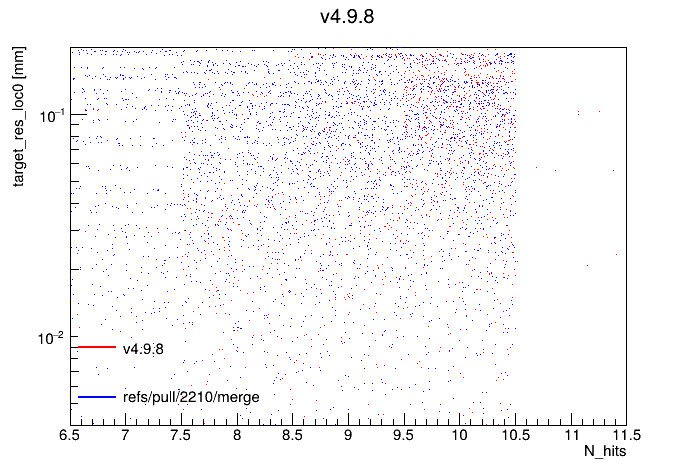 v4.9.8
target_res_loc0 [mm]
10⁻¹
10⁻²
v4.9.8
refs/pull/2210/merge
6.5 7 7.5 8 8.5 9 9.5 10 10.5 11 11.5
N_hits